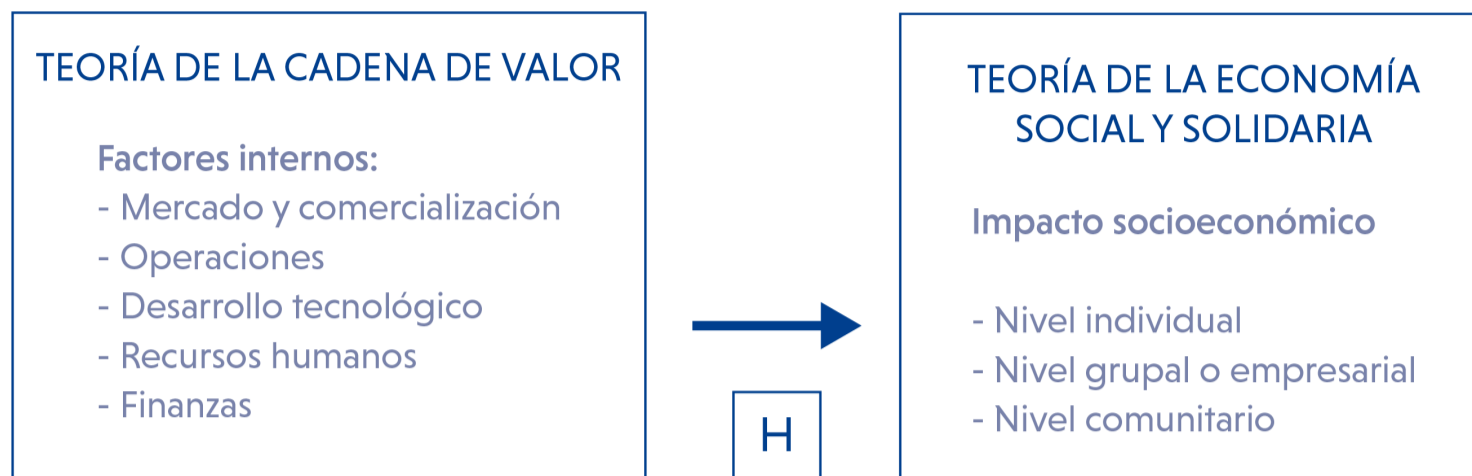 TEORÍA DE LA CADENA DE VALOR
Factores internos:
- Mercado y comercialización
- Operaciones
- Desarrollo tecnológico
- Recursos humanos
- Finanzas
H
TEORÍA DE LA ECONOMÍA
SOCIAL Y SOLIDARIA
Impacto socioeconómico
- Nivel individual
- Nivel grupal o empresarial
- Nivel comunitario